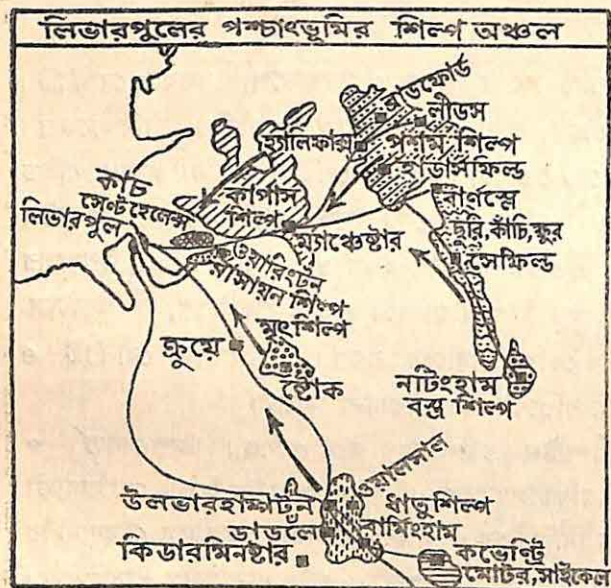 লিভারপুলের পশ্চাৎভূমির শিল্প অঞ্চল
ব্রাডফোর্ড
লীডস
হ্যালিফ্যাক্স
পশম শিল্প
হাডার্সফিল্ড
কাঁচ
সেন্ট হেলেন্স
লিভারপুল
কার্পাস
শিল্প
বার্ণস্লে
ছুরি, কাঁচি, ক্ষুর
ম্যাঞ্চেষ্টার
সেফিল্ড
ওয়ারিংটন
রাসায়ন শিল্প
মৃৎশিল্প
ক্রুয়ে
ষ্টোক
নটিংহাম
বস্ত্র শিল্প
ওয়ালসাল
উলভারহাম্পটন
ধাতুশিল্প
ডাডলে
বার্মিংহাম
কিডারমিনষ্টার
কভেণ্ট্রি
মোটর, সাইকেল